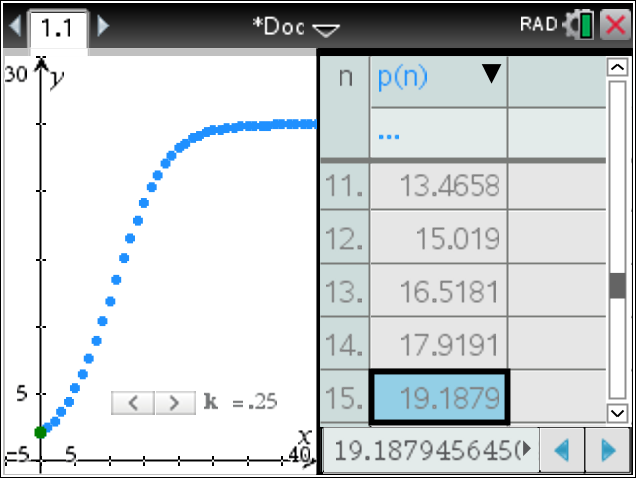 1.1
*Doc
RAD
30
y
5
-5
5
40
x
k =.25
n
p(n)
...
11.
13.4658
12.
15.019
13.
16.5181
14.
17.9191
15.
19.1879
19.187945645